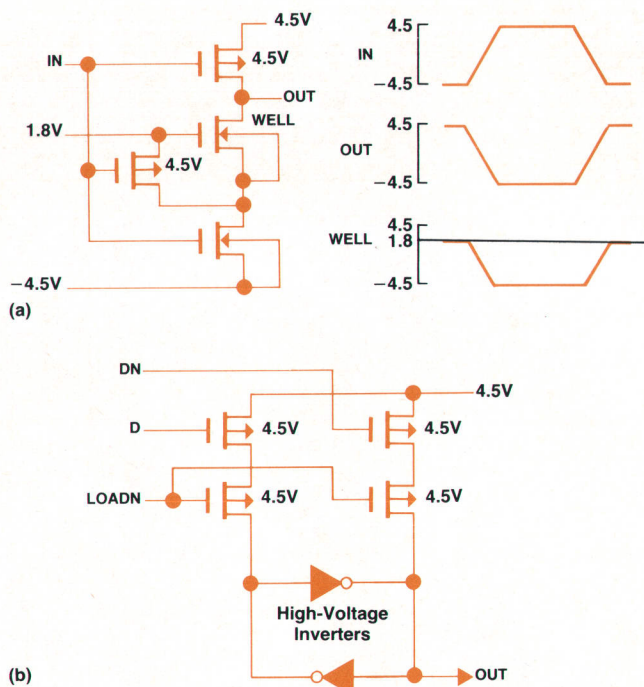 4.5V
IN
4.5V
OUT
1.8V
WELL
4.5V
−4.5V
(a)
4.5
IN
−4.5
4.5
OUT
−4.5
4.5
WELL 1.8
−4.5
DN
4.5V
D
4.5V
4.5V
LOADN
4.5V
4.5V
High-Voltage
Inverters
(b)
OUT